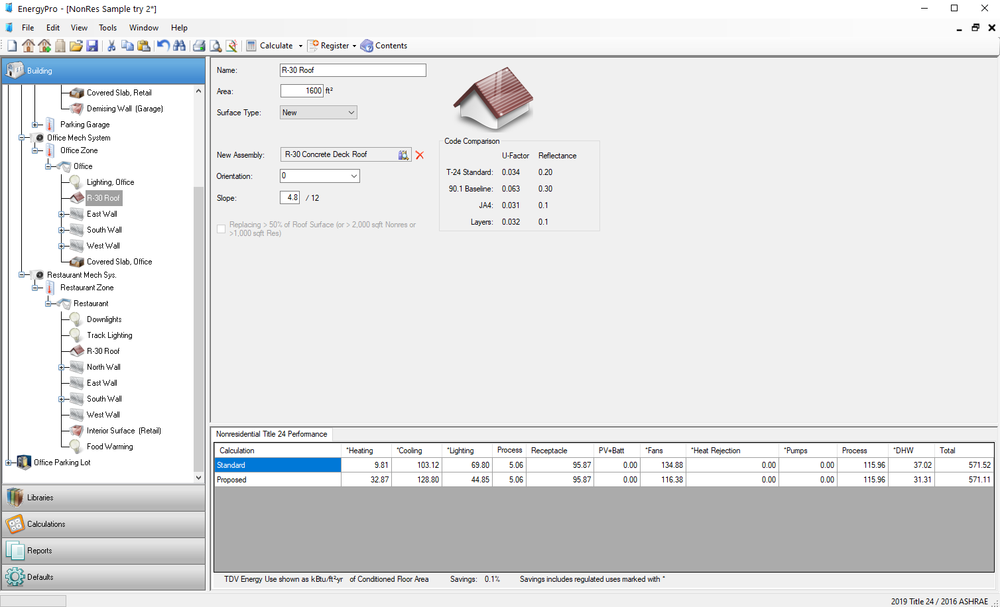 EnergyPro - [NonRes Sample try 2*]
File Edit View Tools Window Help
Calculate Register Contents
Building
Covered Slab, Retail
Demising Wall (Garage)
Parking Garage
Office Mech System
Office Zone
Office
Lighting, Office
R-30 Roof
East Wall
South Wall
West Wall
Covered Slab, Office
Restaurant Mech Sys.
Restaurant Zone
Restaurant
Downlights
Track Lighting
R-30 Roof
North Wall
East Wall
South Wall
West Wall
Interior Surface (Retail)
Food Warming
Office Parking Lot
Libraries
Calculations
Reports
Defaults
Name: R-30 Roof
Area: 1600 ft²
Surface Type: New
New Assembly: R-30 Concrete Deck Roof
Orientation: 0
Slope: 4.8 / 12
Replacing > 50% of Roof Surface (or > 2,000 sqft Nonres or
>1,000 sqft Res)
Code Comparison
U-Factor Reflectance
T-24 Standard: 0.034 0.20
90.1 Baseline: 0.063 0.30
JA4: 0.031 0.1
Layers: 0.032 0.1
Nonresidential Title 24 Performance
Calculation *Heating *Cooling *Lighting Process Receptacle PV+Batt *Fans *Heat Rejection *Pumps Process *DHW Total
Standard 9.81 103.12 69.80 5.06 95.87 0.00 134.88 0.00 0.00 115.96 37.02 571.52
Proposed 32.87 128.80 44.85 5.06 95.87 0.00 116.38 0.00 0.00 115.96 31.31 571.11
TDV Energy Use shown as kBtu/ft²-yr of Conditioned Floor Area Savings: 0.1% Savings includes regulated uses marked with *
2019 Title 24 / 2016 ASHRAE